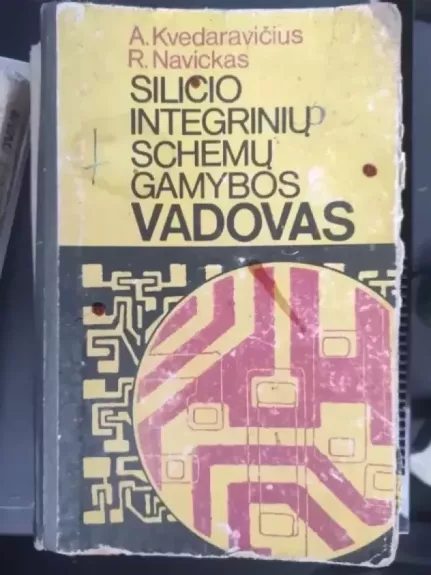 A. Kvedaravičius
R. Navickas
SILICIO
INTEGRINIŲ
SCHEMŲ
GAMYBOS
VADOVAS